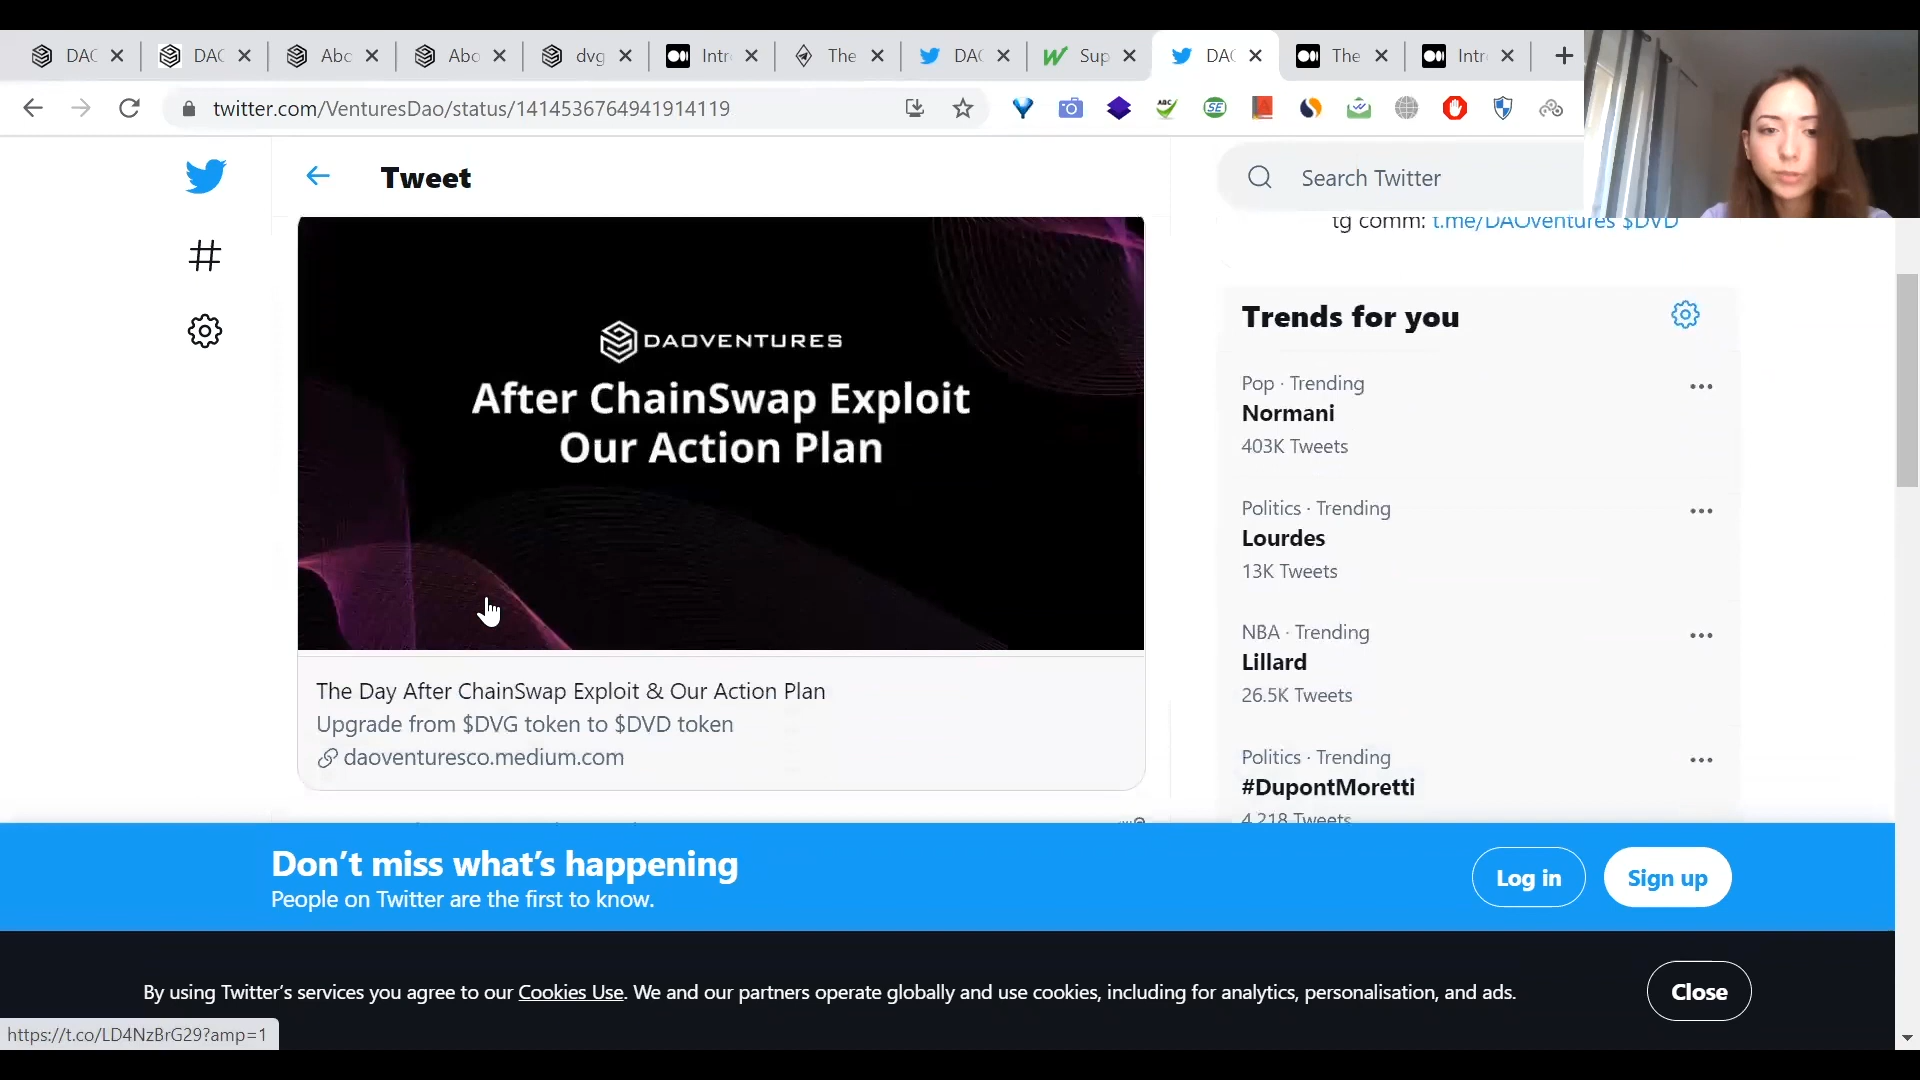 DAC
DAC
Abc
Abc
dvg
Intr
The
DAC
Sup
DAC
The
Intr
twitter.com/VenturesDao/status/1414536764941914119
Tweet
Search Twitter
tg comm: t.me/DAOventures $DVD
DAOVENTURES
After ChainSwap Exploit
Our Action Plan
The Day After ChainSwap Exploit & Our Action Plan
Upgrade from $DVG token to $DVD token
daoventuresco.medium.com
Trends for you
Pop · Trending
Normani
403K Tweets
Politics · Trending
Lourdes
13K Tweets
NBA · Trending
Lillard
26.5K Tweets
Politics · Trending
#DupontMoretti
4,218 Tweets
Don't miss what's happening
People on Twitter are the first to know.
Log in
Sign up
By using Twitter's services you agree to our Cookies Use. We and our partners operate globally and use cookies, including for analytics, personalisation, and ads.
Close
https://t.co/LD4NzBrG29?amp=1